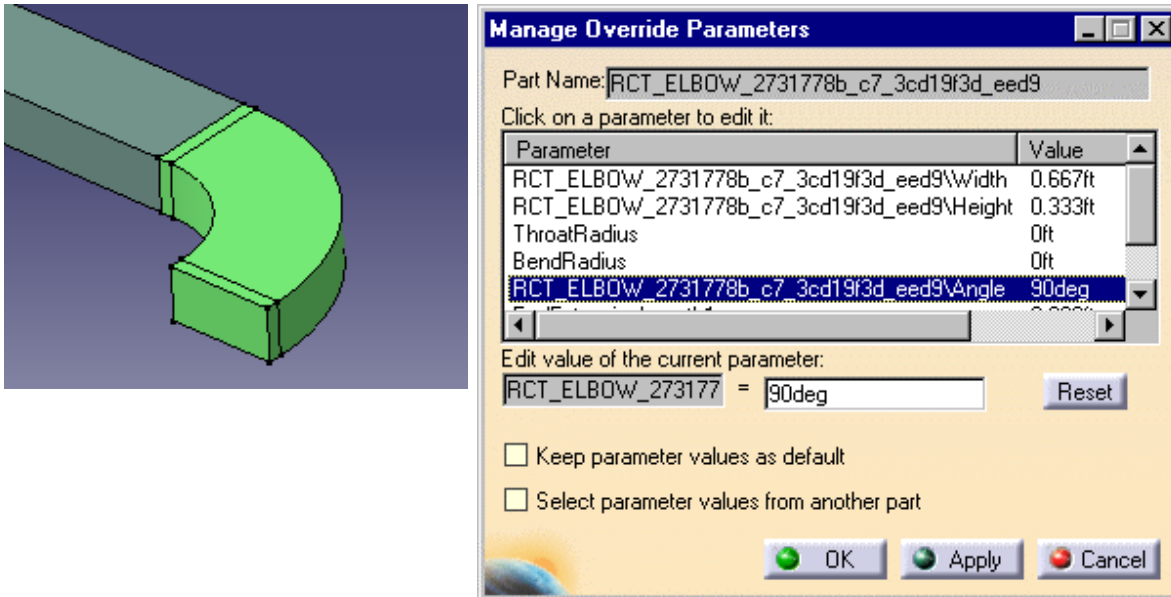 Manage Override Parameters
Part Name: RCT_ELBOW_2731778b_c7_3cd19f3d_eed9
Click on a parameter to edit it:
Parameter Value
RCT_ELBOW_2731778b_c7_3cd19f3d_eed9\Width 0.667ft
RCT_ELBOW_2731778b_c7_3cd19f3d_eed9\Height 0.333ft
ThroatRadius 0ft
BendRadius 0ft
RCT_ELBOW_2731778b_c7_3cd19f3d_eed9\Angle 90deg
Edit value of the current parameter:
RCT_ELBOW_273177 = 90deg Reset
Keep parameter values as default
Select parameter values from another part
OK Apply Cancel